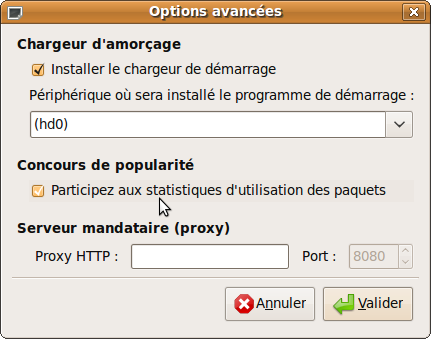 Options avancées
Chargeur d'amorçage
Installer le chargeur de démarrage
Périphérique où sera installé le programme de démarrage :
(hd0)
Concours de popularité
Participez aux statistiques d'utilisation des paquets
Serveur mandataire (proxy)
Proxy HTTP : Port : 8080
Annuler Valider